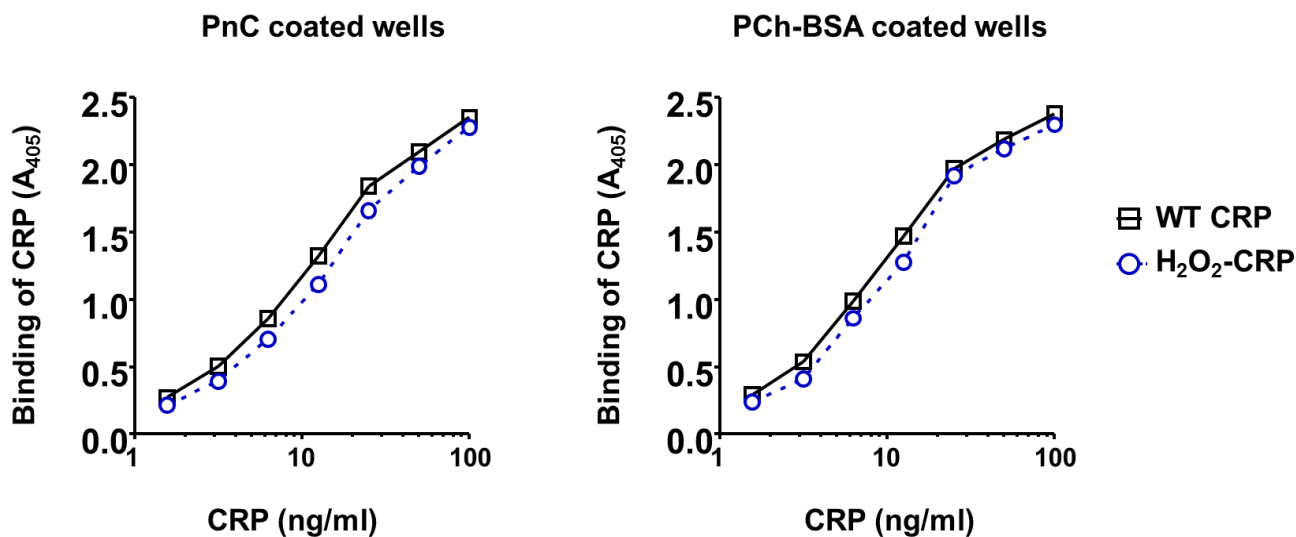 PnC coated wells
Binding of CRP (A₄₀₅)
2.5
2.0
1.5
1.0
0.5
0.0
1
10
100
CRP (ng/ml)
PCh-BSA coated wells
Binding of CRP (A₄₀₅)
2.5
2.0
1.5
1.0
0.5
0.0
1
10
100
CRP (ng/ml)
WT CRP
H₂O₂-CRP